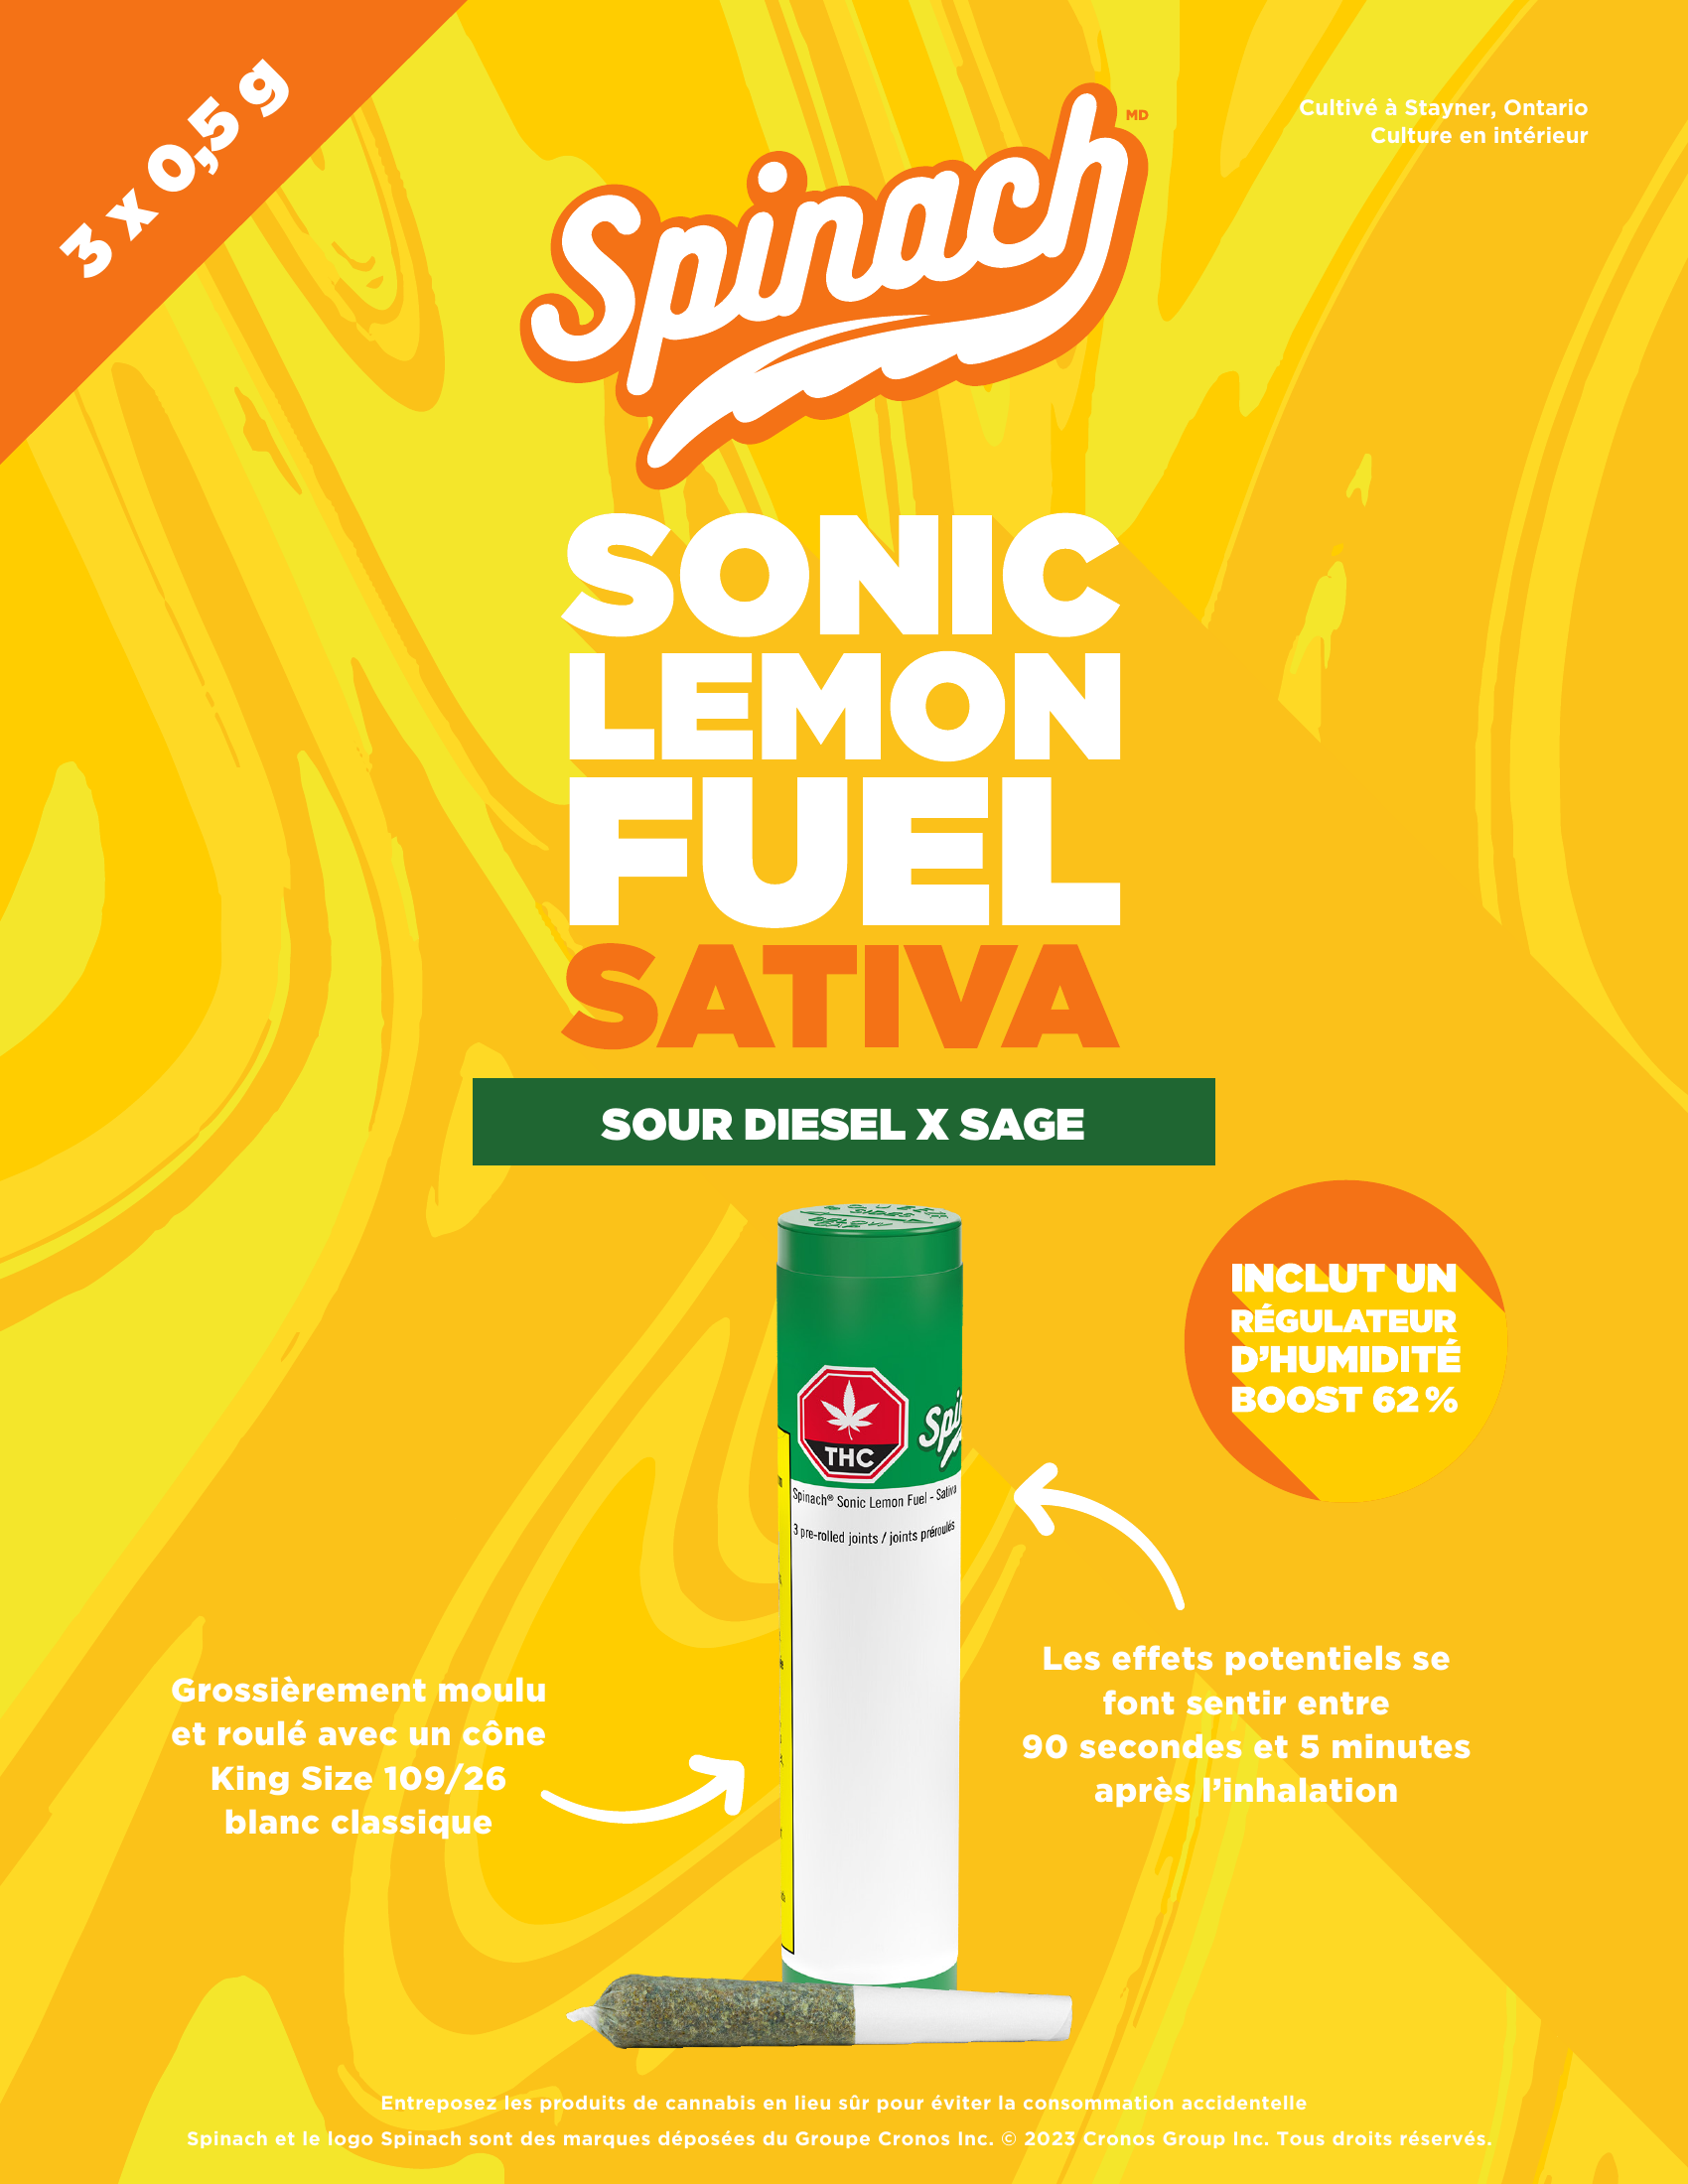 3 x 0,5 g
Spinach MD
Cultivé à Stayner, Ontario
Culture en intérieur
SONIC
LEMON
FUEL
SATIVA
SOUR DIESEL X SAGE
INCLUT UN
RÉGULATEUR
D’HUMIDITÉ
BOOST 62 %
THC
Spi
Spinach® Sonic Lemon Fuel - Sativa
3 pre-rolled joints / joints préroulés
Grossièrement moulu
et roulé avec un cône
King Size 109/26
blanc classique
Les effets potentiels se
font sentir entre
90 secondes et 5 minutes
après l’inhalation
Entreposez les produits de cannabis en lieu sûr pour éviter la consommation accidentelle
Spinach et le logo Spinach sont des marques déposées du Groupe Cronos Inc. © 2023 Cronos Group Inc. Tous droits réservés.